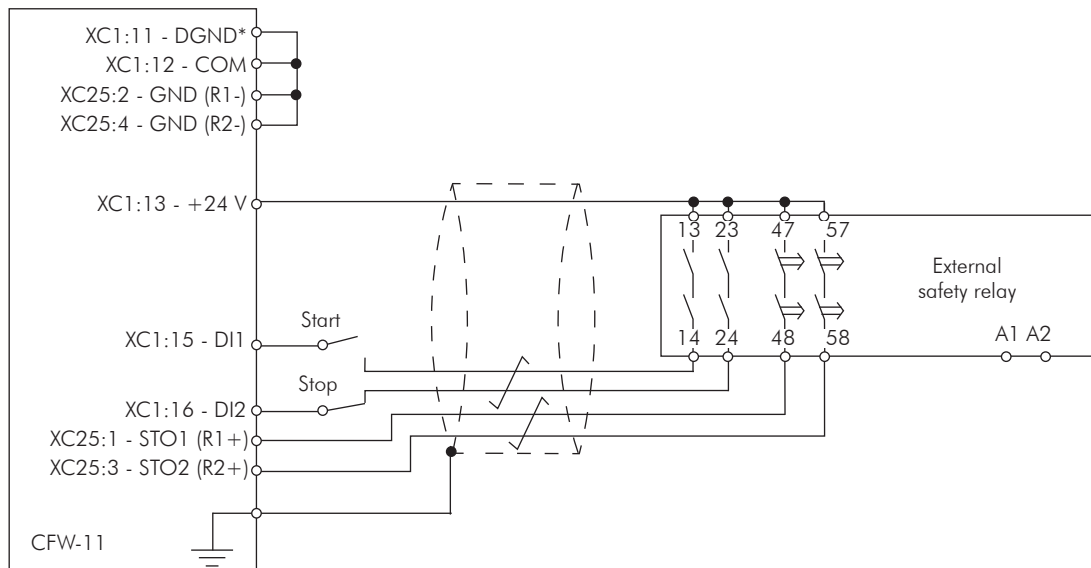 XC1:11 - DGND*
XC1:12 - COM
XC25:2 - GND (R1-)
XC25:4 - GND (R2-)
XC1:13 - +24 V
13 23 47 57
External
safety relay
Start
XC1:15 - DI1
14 24 48 58
A1 A2
Stop
XC1:16 - DI2
XC25:1 - STO1 (R1+)
XC25:3 - STO2 (R2+)
CFW-11